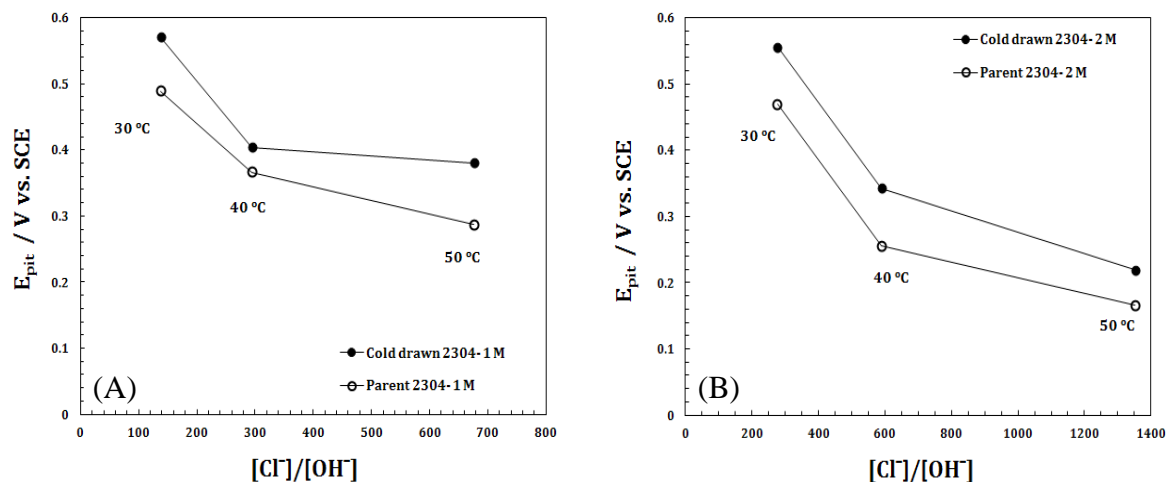 0.6
0.5
0.4
0.3
0.2
0.1
0
E_pit / V vs. SCE
30 ºC
40 ºC
50 ºC
Cold drawn 2304- 1 M
Parent 2304- 1 M
(A)
0 100 200 300 400 500 600 700 800
[Cl⁻]/[OH⁻]
0.6
0.5
0.4
0.3
0.2
0.1
0
E_pit / V vs. SCE
Cold drawn 2304- 2 M
Parent 2304- 2 M
30 ºC
40 ºC
50 ºC
(B)
0 200 400 600 800 1000 1200 1400
[Cl⁻]/[OH⁻]